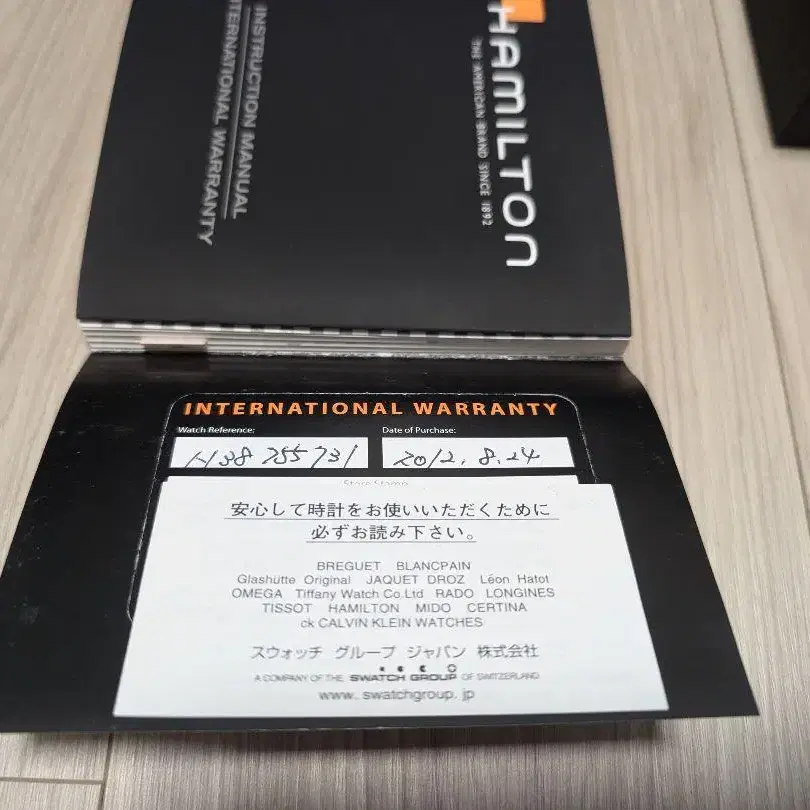 HAMILTON
THE AMERICAN BRAND SINCE 1892
INSTRUCTION MANUAL
INTERNATIONAL WARRANTY
INTERNATIONAL WARRANTY
Watch Reference: Date of Purchase:
H38 755 731 2012.8.24
Store Stamp
安心して時計をお使いいただくために
必ずお読み下さい。
BREGUET BLANCPAIN
Glashütte Original JAQUET DROZ Léon Hatot
OMEGA Tiffany Watch Co.Ltd RADO LONGINES
TISSOT HAMILTON MIDO CERTINA
ck CALVIN KLEIN WATCHES
スウォッチ グループ ジャパン 株式会社
A COMPANY OF THE SWATCH GROUP OF SWITZERLAND
www.swatchgroup.jp